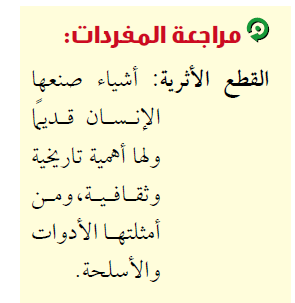 مراجعة المفردات:
القطع الأثرية: أشياء صنعها
الإنسان قديمًا
ولها أهمية تاريخية
وثقافية، ومن
أمثلتها الأدوات
والأسلحة.